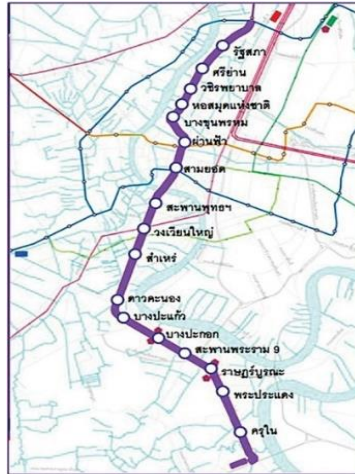 รัฐสภา
ศรีย่าน
วชิรพยาบาล
หอสมุดแห่งชาติ
บางขุนพรหม
ผ่านฟ้า
สามยอด
สะพานพุทธฯ
วงเวียนใหญ่
สำเหร่
ดาวคะนอง
บางปะแก้ว
บางปะกอก
สะพานพระราม 9
ราษฎร์บูรณะ
พระประแดง
ครุใน